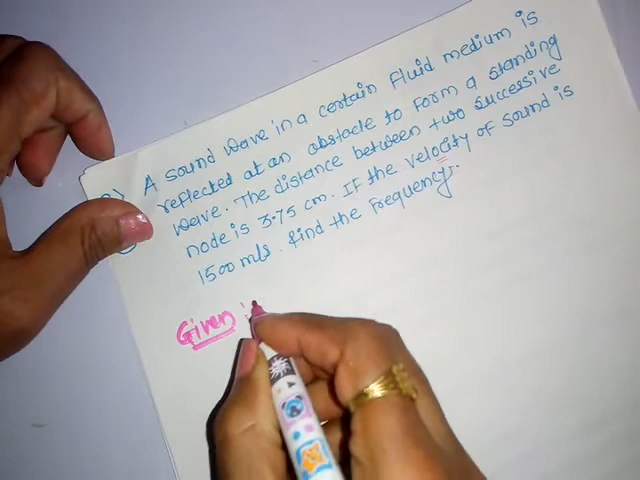 A sound wave in a certain fluid medium is
reflected at an obstacle to form a standing
wave. The distance between two successive
node is 3.75 cm. If the velocity of sound is
1500 m/s. find the frequency.
Given :